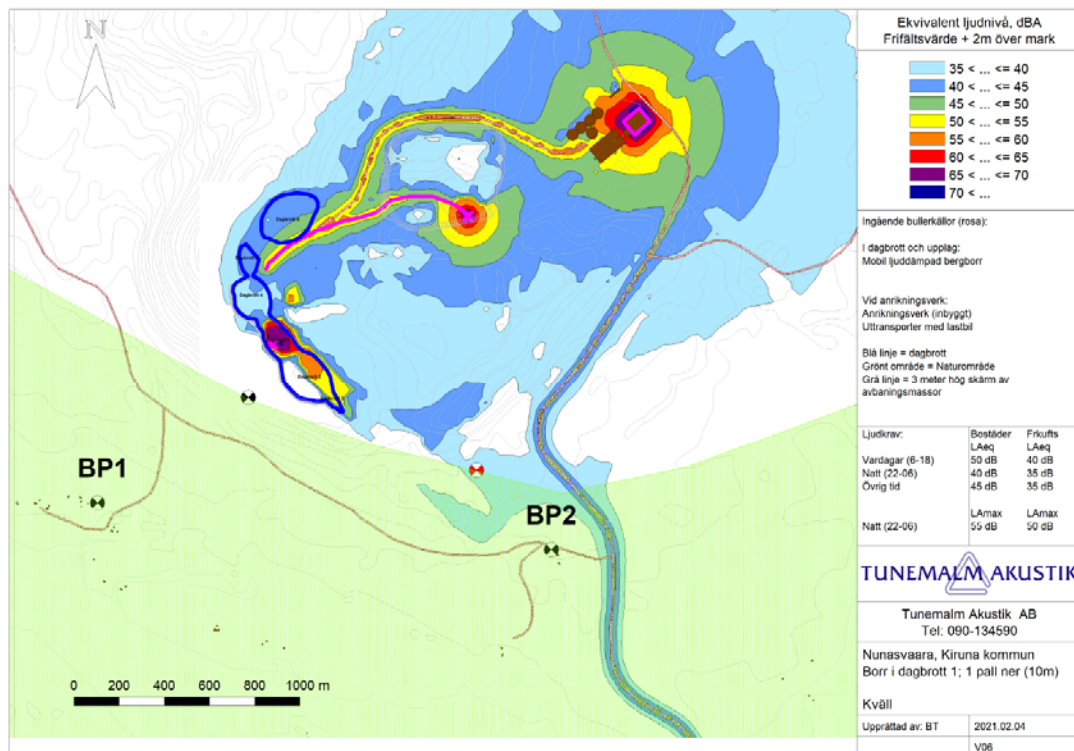 N
BP1
BP2
0 200 400 600 800 1000 m
Ekvivalent ljudnivå, dBA
Frifältsvärde + 2m över mark
35 < ... <= 40
40 < ... <= 45
45 < ... <= 50
50 < ... <= 55
55 < ... <= 60
60 < ... <= 65
65 < ... <= 70
70 < ...
Ingående bullerkällor (rosa):
I dagbrott och upplag:
Mobil ljuddämpad bergborr
Vid anrikningsverk:
Anrikningsverk (inbyggt)
Uttransporter med lastbil
Blå linje = dagbrott
Grönt område = Naturområde
Grå linje = 3 meter hög skärm av
avbaningsmassor
Ljudkrav: Bostäder Frkufts
LAeq LAeq
Vardagar (6-18) 50 dB 40 dB
Natt (22-06) 40 dB 35 dB
Övrig tid 45 dB 35 dB
LAmax LAmax
Natt (22-06) 55 dB 50 dB
TUNEMALM AKUSTIK
Tunemalm Akustik AB
Tel: 090-134590
Nunasvaara, Kiruna kommun
Borr i dagbrott 1; 1 pall ner (10m)
Kväll
Upprättad av: BT 2021.02.04
V06